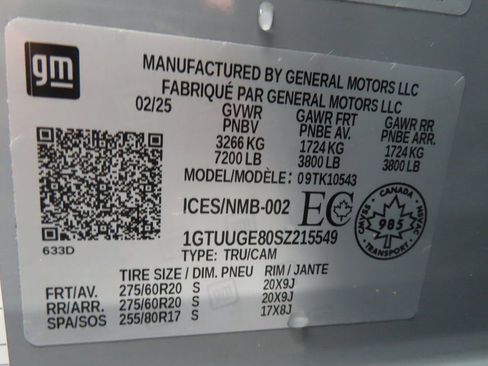 gm
MANUFACTURED BY GENERAL MOTORS LLC
FABRIQUÉ PAR GENERAL MOTORS LLC
02/25 GVWR GAWR FRT GAWR RR
PNBV PNBE AV. PNBE ARR.
3266 KG 1724 KG 1724 KG
7200 LB 3800 LB 3800 LB
MODEL/MODÈLE: 09TK10543
ICES/NMB-002 EC
CANADA
CMVSS 985 NSVAC
TRANSPORT
1GTUUGE80SZ215549
633D
TYPE: TRU/CAM
TIRE SIZE / DIM. PNEU RIM / JANTE
FRT/AV. 275/60R20 S 20X9J
RR/ARR. 275/60R20 S 20X9J
SPA/SOS 255/80R17 S 17X8J